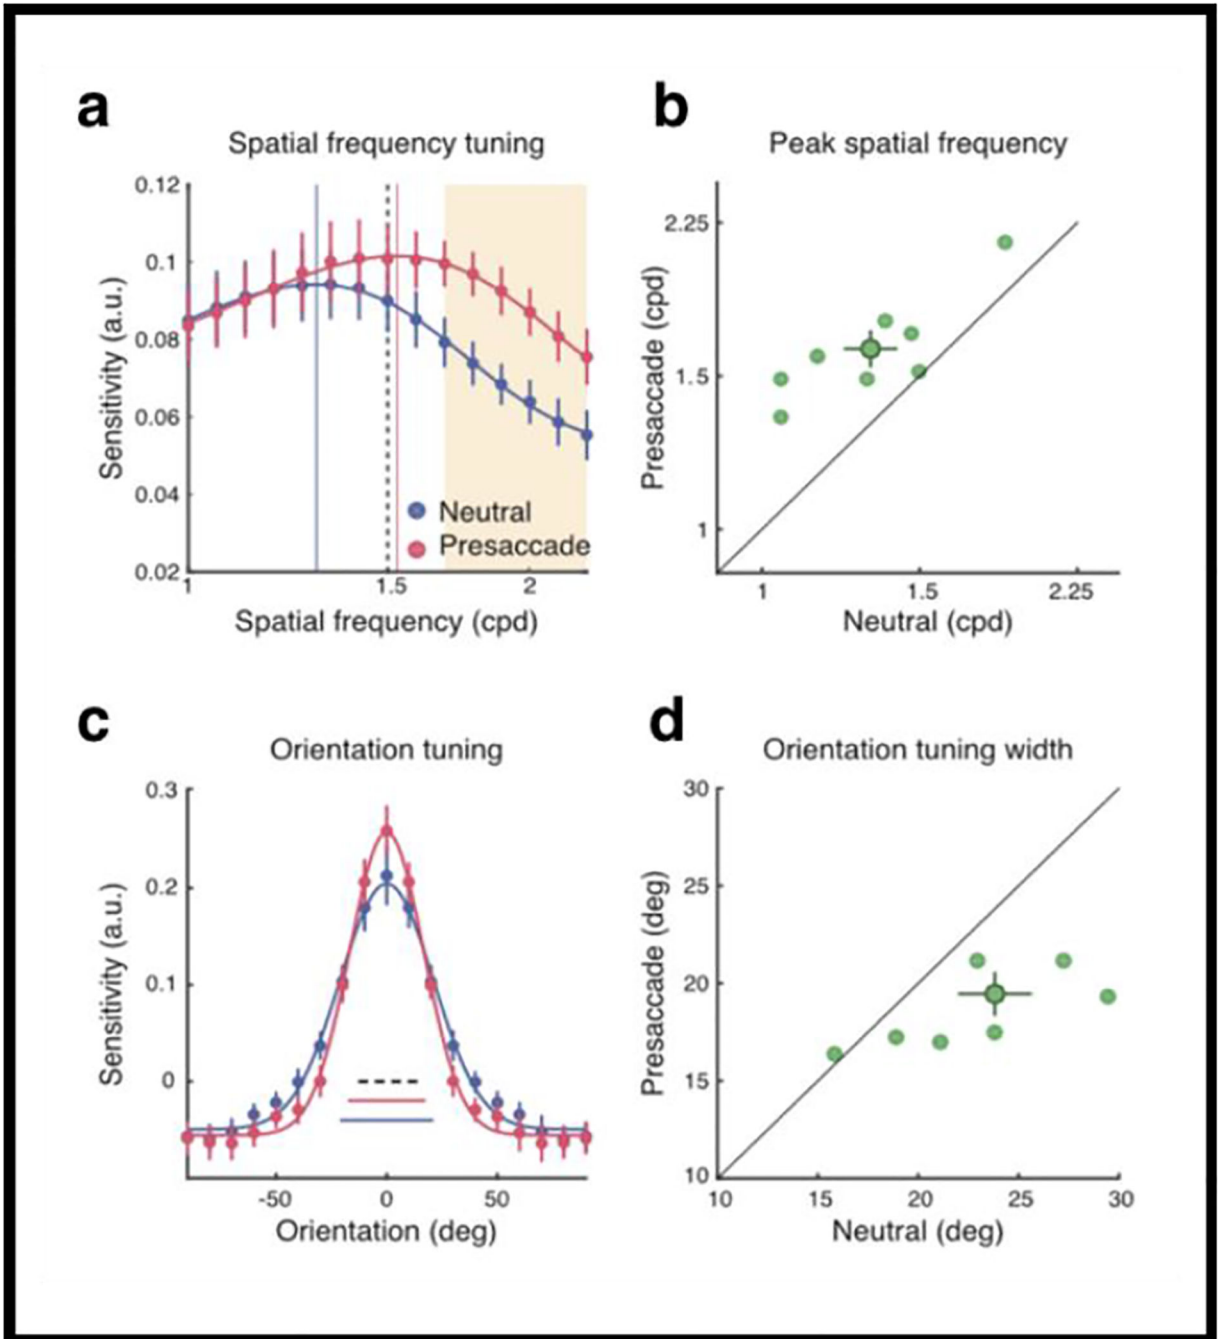 a
Spatial frequency tuning
0.12
0.1
0.08
0.06
0.04
0.02
Sensitivity (a.u.)
Neutral
Presaccade
1
1.5
2
Spatial frequency (cpd)
b
Peak spatial frequency
2.25
1.5
1
Presaccade (cpd)
1
1.5
2.25
Neutral (cpd)
c
Orientation tuning
0.3
0.2
0.1
0
Sensitivity (a.u.)
-50
0
50
Orientation (deg)
d
Orientation tuning width
30
25
20
15
10
Presaccade (deg)
10
15
20
25
30
Neutral (deg)